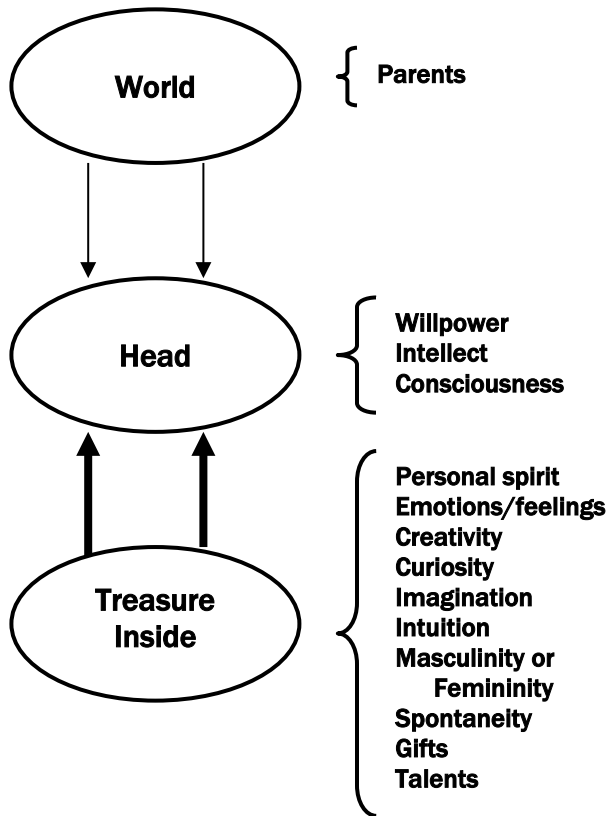 World
Parents
Head
Willpower
Intellect
Consciousness
Treasure
Inside
Personal spirit
Emotions/feelings
Creativity
Curiosity
Imagination
Intuition
Masculinity or
Femininity
Spontaneity
Gifts
Talents